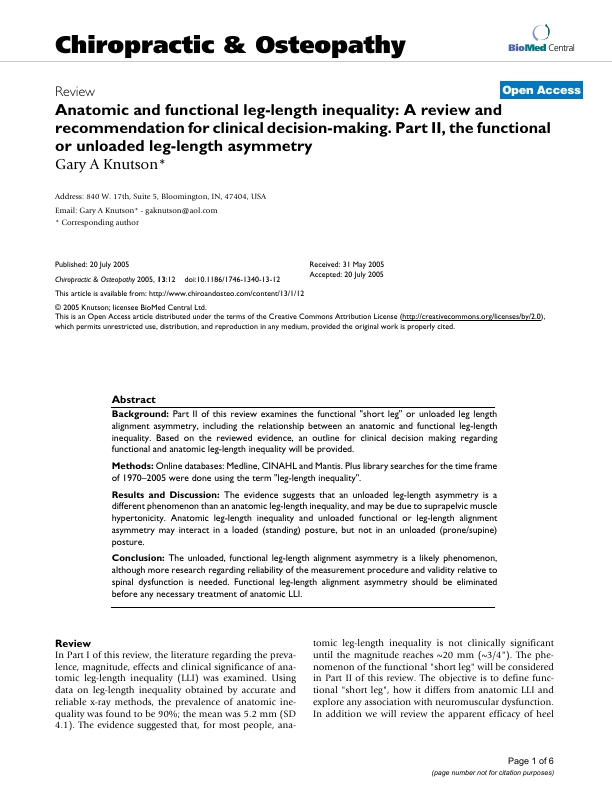 Chiropractic & Osteopathy
BioMed Central
Review
Open Access
Anatomic and functional leg-length inequality: A review and
recommendation for clinical decision-making. Part II, the functional
or unloaded leg-length asymmetry
Gary A Knutson*
Address: 840 W. 17th, Suite 5, Bloomington, IN, 47404, USA
Email: Gary A Knutson* - gaknutson@aol.com
* Corresponding author
Published: 20 July 2005
Chiropractic & Osteopathy 2005, 13:12 doi:10.1186/1746-1340-13-12
Received: 31 May 2005
Accepted: 20 July 2005
This article is available from: http://www.chiroandosteo.com/content/13/1/12
© 2005 Knutson; licensee BioMed Central Ltd.
This is an Open Access article distributed under the terms of the Creative Commons Attribution License (http://creativecommons.org/licenses/by/2.0),
which permits unrestricted use, distribution, and reproduction in any medium, provided the original work is properly cited.
Abstract
Background: Part II of this review examines the functional "short leg" or unloaded leg length
alignment asymmetry, including the relationship between an anatomic and functional leg-length
inequality. Based on the reviewed evidence, an outline for clinical decision making regarding
functional and anatomic leg-length inequality will be provided.
Methods: Online databases: Medline, CINAHL and Mantis. Plus library searches for the time frame
of 1970–2005 were done using the term "leg-length inequality".
Results and Discussion: The evidence suggests that an unloaded leg-length asymmetry is a
different phenomenon than an anatomic leg-length inequality, and may be due to suprapelvic muscle
hypertonicity. Anatomic leg-length inequality and unloaded functional or leg-length alignment
asymmetry may interact in a loaded (standing) posture, but not in an unloaded (prone/supine)
posture.
Conclusion: The unloaded, functional leg-length alignment asymmetry is a likely phenomenon,
although more research regarding reliability of the measurement procedure and validity relative to
spinal dysfunction is needed. Functional leg-length alignment asymmetry should be eliminated
before any necessary treatment of anatomic LLI.
Review
In Part I of this review, the literature regarding the preva-
lence, magnitude, effects and clinical significance of ana-
tomic leg-length inequality (LLI) was examined. Using
data on leg-length inequality obtained by accurate and
reliable x-ray methods, the prevalence of anatomic ine-
quality was found to be 90%; the mean was 5.2 mm (SD
4.1). The evidence suggested that, for most people, ana-
tomic leg-length inequality is not clinically significant
until the magnitude reaches ~20 mm (~3/4"). The phe-
nomenon of the functional "short leg" will be considered
in Part II of this review. The objective is to define func-
tional "short leg", how it differs from anatomic LLI and
explore any association with neuromuscular dysfunction.
In addition we will review the apparent efficacy of heel
Page 1 of 6
(page number not for citation purposes)